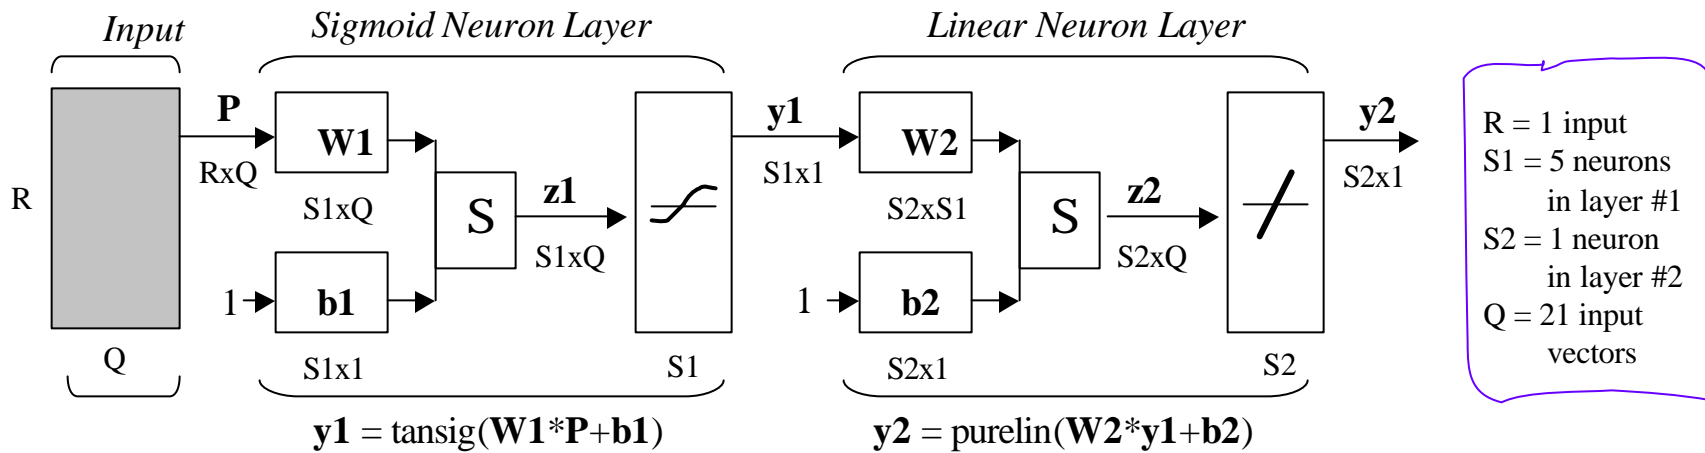 Input
Sigmoid Neuron Layer
Linear Neuron Layer
R
Q
P
RxQ
W1
S1xQ
1
b1
S1x1
S
z1
S1xQ
S1
y1
S1x1
W2
S2xS1
1
b2
S2x1
S
z2
S2xQ
S2
y2
S2x1
y1 = tansig(W1*P+b1)
y2 = purelin(W2*y1+b2)
R = 1 input
S1 = 5 neurons
in layer #1
S2 = 1 neuron
in layer #2
Q = 21 input
vectors